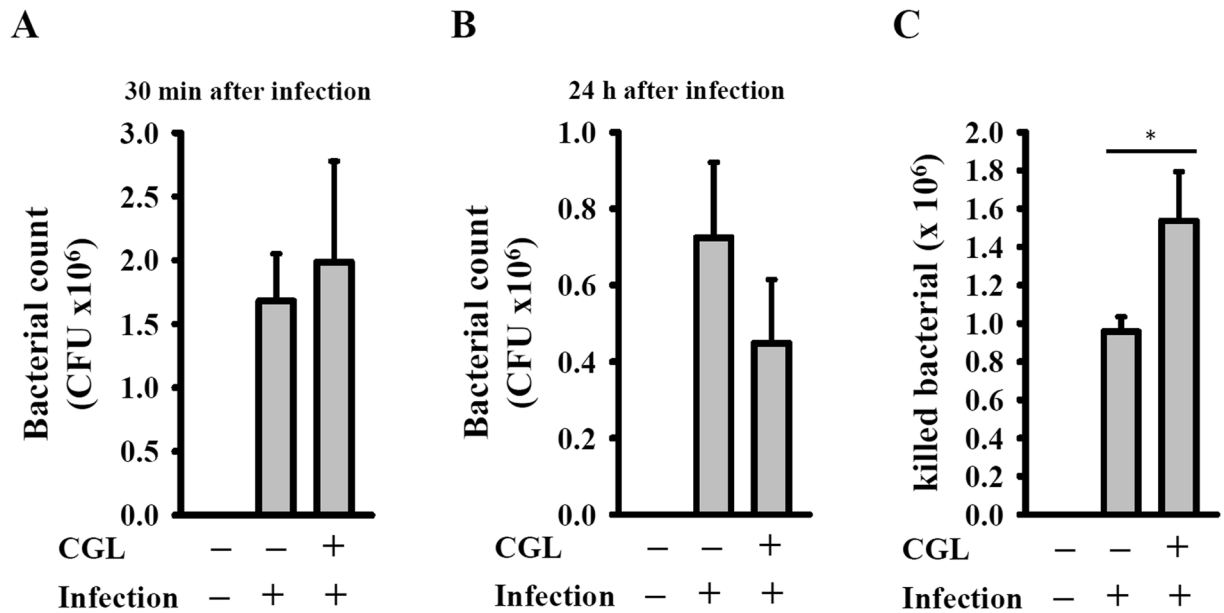 A
30 min after infection
Bacterial count
(CFU x10⁶)
3.0
2.5
2.0
1.5
1.0
0.5
0.0
CGL – – +
Infection – + +
B
24 h after infection
Bacterial count
(CFU x10⁶)
1.0
0.8
0.6
0.4
0.2
0.0
– – +
– + +
C
killed bacterial (x 10⁶)
2.0
1.8
1.6
1.4
1.2
1.0
0.8
0.6
0.4
0.2
0.0
*
CGL – – +
Infection – + +